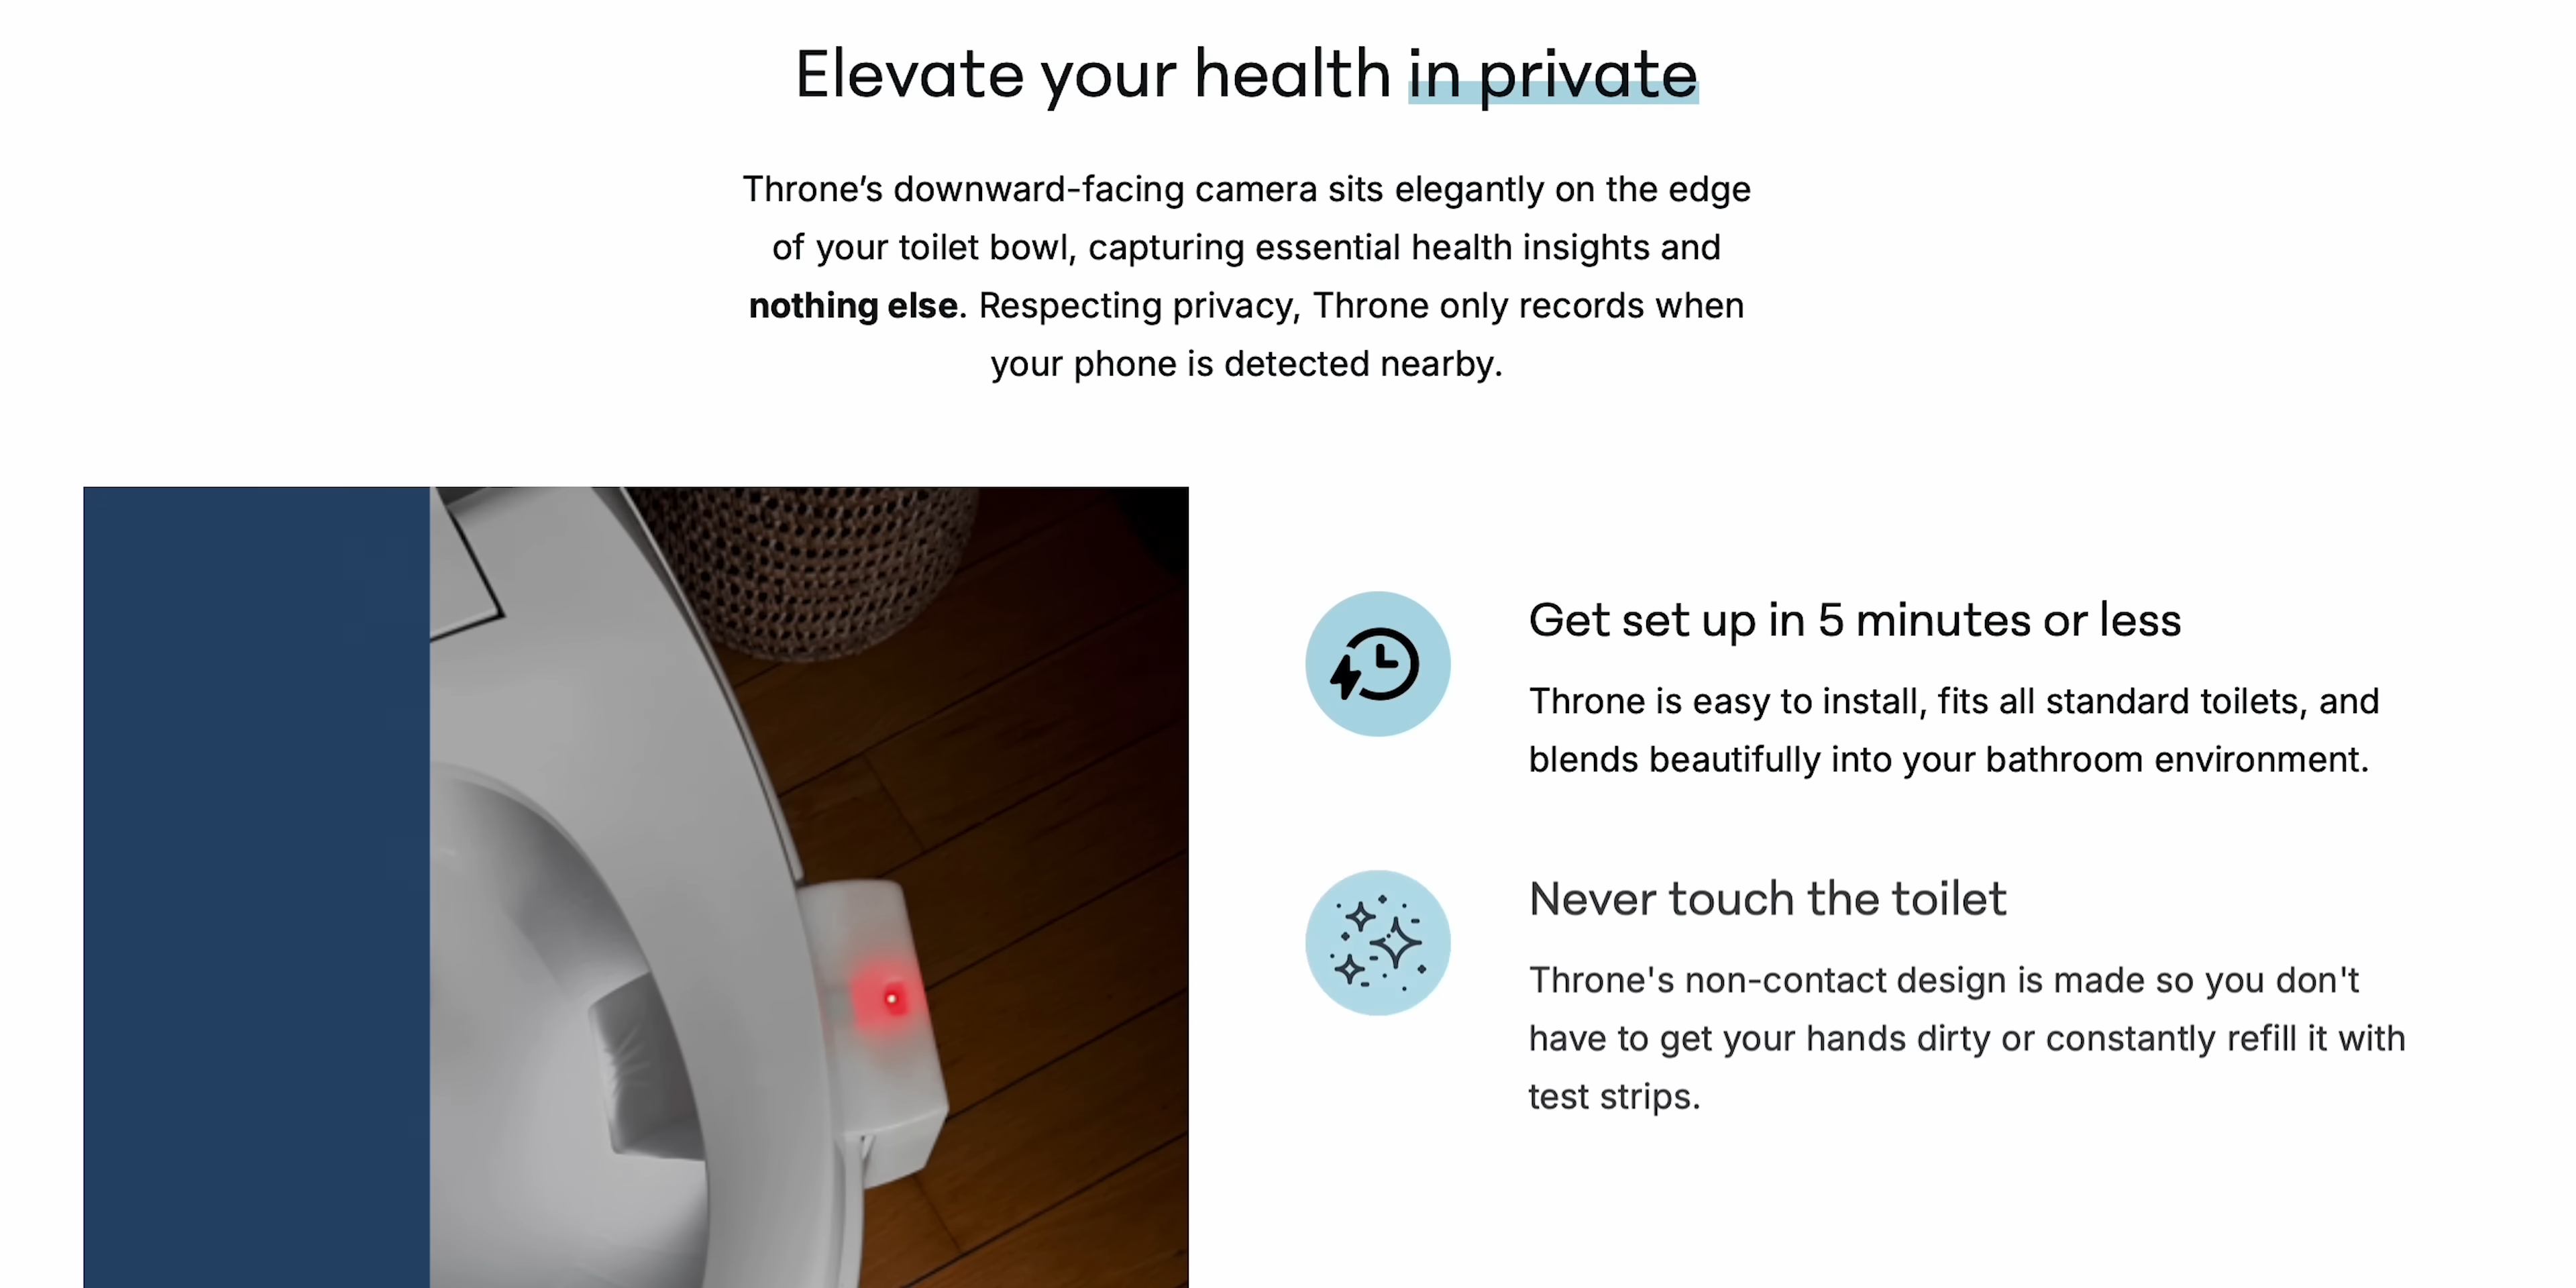 Elevate your health in private
Throne’s downward-facing camera sits elegantly on the edge
of your toilet bowl, capturing essential health insights and
nothing else. Respecting privacy, Throne only records when
your phone is detected nearby.
Get set up in 5 minutes or less
Throne is easy to install, fits all standard toilets, and
blends beautifully into your bathroom environment.
Never touch the toilet
Throne's non-contact design is made so you don't
have to get your hands dirty or constantly refill it with
test strips.